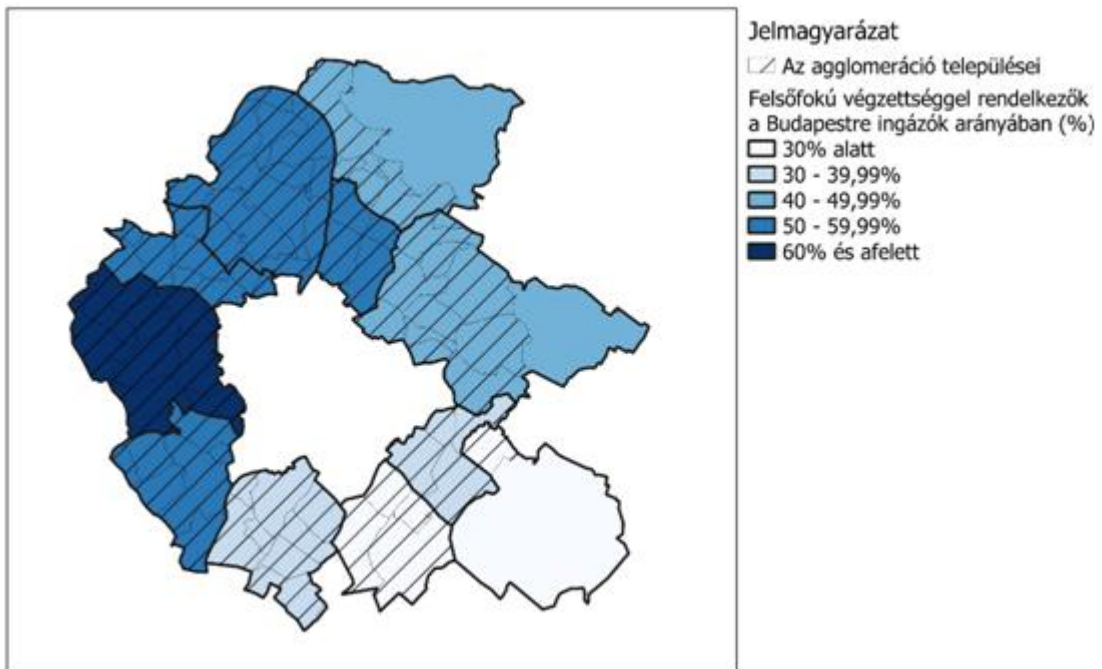 Jelmagyarázat
Az agglomeráció települései
Felsőfokú végzettséggel rendelkezők
a Budapestre ingázók arányában (%)
30% alatt
30 - 39,99%
40 - 49,99%
50 - 59,99%
60% és afelett